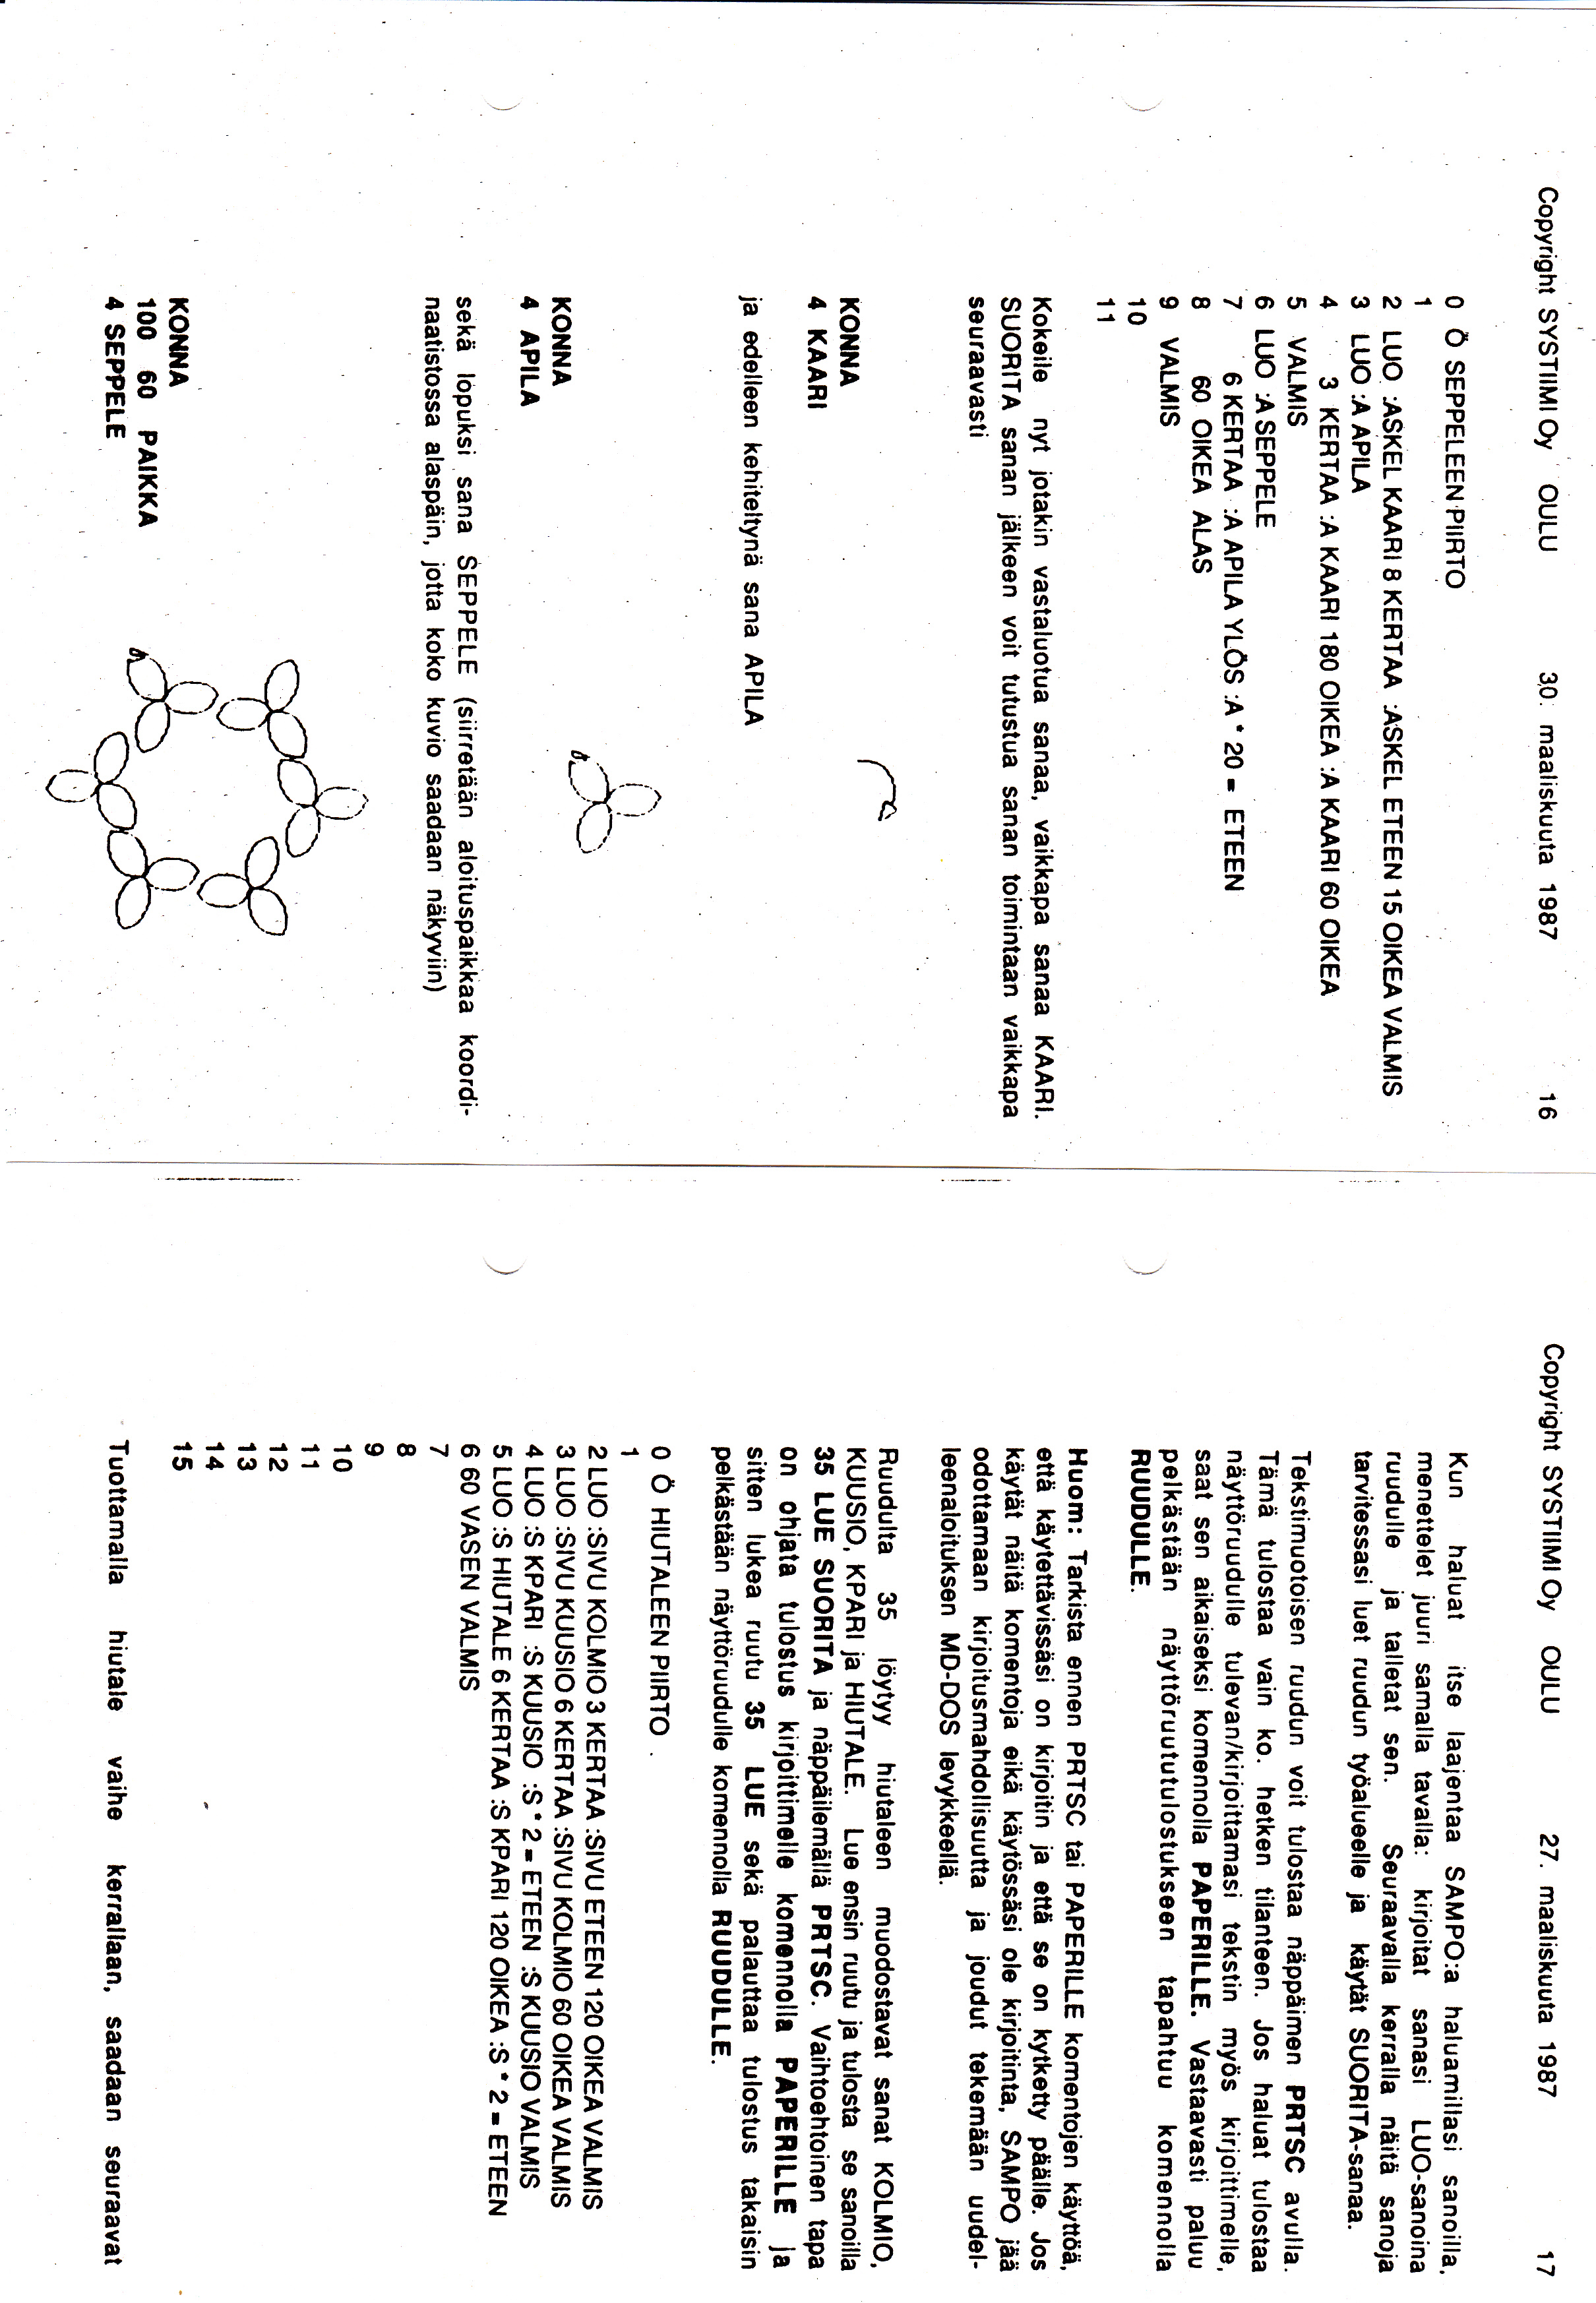 Copyright SYSTIIMI Oy OULU 30. maaliskuuta 1987 16
0 Ö SEPPELEEN PIIRTO
1
2 LUO :ASKEL KAARI 8 KERTAA :ASKEL ETEEN 15 OIKEA VALMIS
3 LUO :A APILA
4 3 KERTAA :A KAARI 180 OIKEA :A KAARI 60 OIKEA
5 VALMIS
6 LUO :A SEPPELE
7 6 KERTAA :A APILA YLÖS :A * 20 = ETEEN
8 60 OIKEA ALAS
9 VALMIS
10
11
Kokeile nyt jotakin vastaluotua sanaa, vaikkapa sanaa KAARI.
SUORITA sanan jälkeen voit tutustua sanan toimintaan vaikkapa
seuraavasti
KONNA
4 KAARI
ja edelleen kehiteltynä sana APILA
KONNA
4 APILA
sekä lopuksi sana SEPPELE (siirretään aloituspaikkaa koordi-
naatistossa alaspäin, jotta koko kuvio saadaan näkyviin)
KONNA
100 60 PAIKKA
4 SEPPELE
Copyright SYSTIIMI Oy OULU 27. maaliskuuta 1987 17
Kun haluat itse laajentaa SAMPO:a haluamillasi sanoilla,
menettelet juuri samalla tavalla: kirjoitat sanasi LUO-sanoina
ruudulle ja talletat sen. Seuraavalla kerralla näitä sanoja
tarvitessasi luet ruudun työalueelle ja käytät SUORITA-sanaa.
Tekstimuotoisen ruudun voit tulostaa näppäimen PRTSC avulla.
Tämä tulostaa vain ko. hetken tilanteen. Jos haluat tulostaa
näyttöruudulle tulevan/kirjoittamasi tekstin myös kirjoittimelle,
saat sen aikaiseksi komennolla PAPERILLE. Vastaavasti paluu
pelkästään näyttöruututulostukseen tapahtuu komennolla
RUUDULLE.
Huom: Tarkista ennen PRTSC tai PAPERILLE komentojen käyttöä,
että käytettävissäsi on kirjoitin ja että se on kytketty päälle. Jos
käytät näitä komentoja eikä käytössäsi ole kirjoitinta, SAMPO jää
odottamaan kirjoitusmahdollisuutta ja joudut tekemään uudel-
leenaloituksen MD-DOS levykkeellä.
Ruudulta 35 löytyy hiutaleen muodostavat sanat KOLMIO,
KUUSIO, KPARI ja HIUTALE. Lue ensin ruutu ja tulosta se sanoilla
35 LUE SUORITA ja näppäilemällä PRTSC. Vaihtoehtoinen tapa
on ohjata tulostus kirjoittimelle komennolla PAPERILLE ja
sitten lukea ruutu 35 LUE sekä palauttaa tulostus takaisin
pelkästään näyttöruudulle komennolla RUUDULLE.
0 Ö HIUTALEEN PIIRTO
1
2 LUO :SIVU KOLMIO 3 KERTAA :SIVU ETEEN 120 OIKEA VALMIS
3 LUO :SIVU KUUSIO 6 KERTAA :SIVU KOLMIO 60 OIKEA VALMIS
4 LUO :S KPARI :S KUUSIO :S * 2 = ETEEN :S KUUSIO VALMIS
5 LUO :S HIUTALE 6 KERTAA :S KPARI 120 OIKEA :S * 2 = ETEEN
6 60 VASEN VALMIS
7
8
9
10
11
12
13
14
15
Tuottamalla hiutale vaihe kerrallaan, saadaan seuraavat